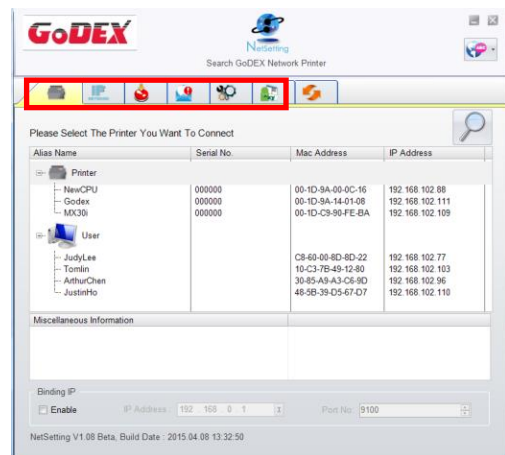 GoDEX
NetSetting
Search GoDEX Network Printer
IP
Please Select The Printer You Want To Connect
Alias Name Serial No. Mac Address IP Address
Printer
NewCPU 000000 00-1D-9A-00-0C-16 192.168.102.88
Godex 000000 00-1D-9A-14-01-08 192.168.102.111
MX30i 000000 00-1D-C9-90-FE-BA 192.168.102.109
User
JudyLee C8-60-00-8D-8D-22 192.168.102.77
Tomlin 10-C3-7B-49-12-80 192.168.102.103
ArthurChen 30-85-A9-A3-C6-9D 192.168.102.96
JustinHo 48-5B-39-D5-67-D7 192.168.102.110
Miscellaneous Information
Binding IP
Enable IP Address : 192 . 168 . 0 . 1 Port No: 9100
NetSetting V1.08 Beta, Build Date : 2015.04.08 13:32:50